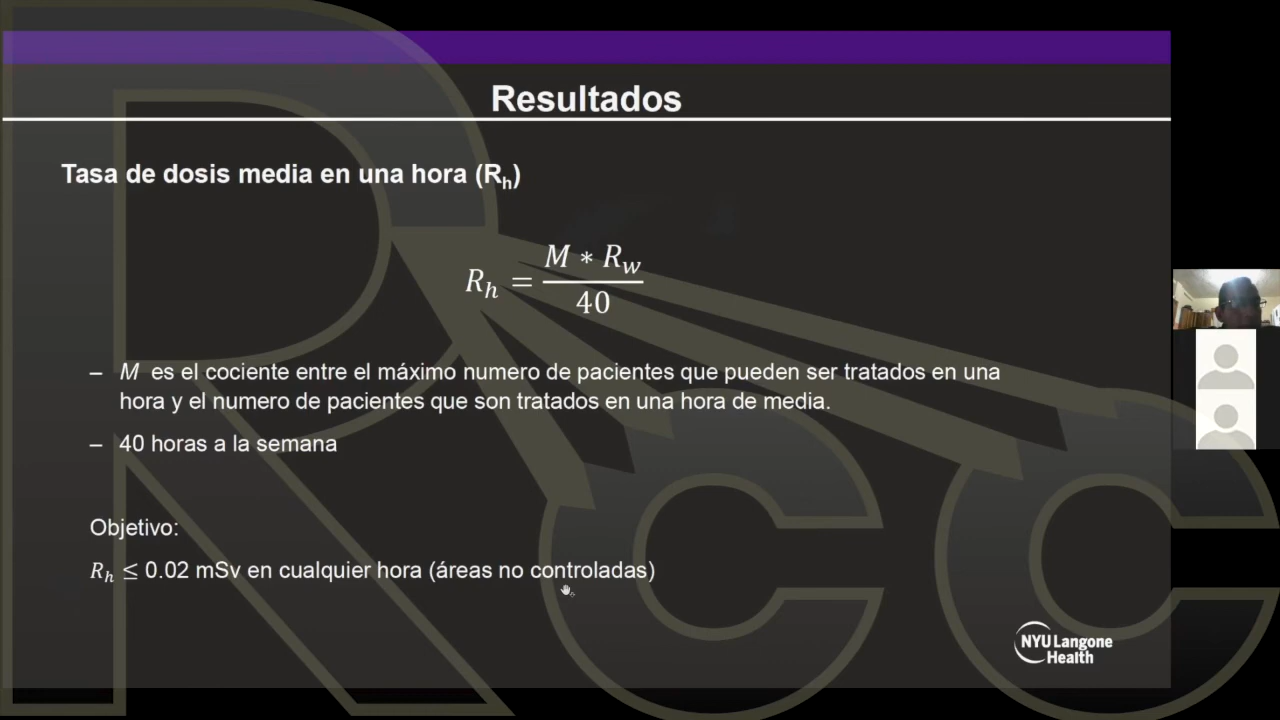 Resultados
Tasa de dosis media en una hora (Rh)
Rh = M * Rw / 40
– M es el cociente entre el máximo numero de pacientes que pueden ser tratados en una
hora y el numero de pacientes que son tratados en una hora de media.
– 40 horas a la semana
Objetivo:
Rh ≤ 0.02 mSv en cualquier hora (áreas no controladas)
NYU Langone
Health
RCC